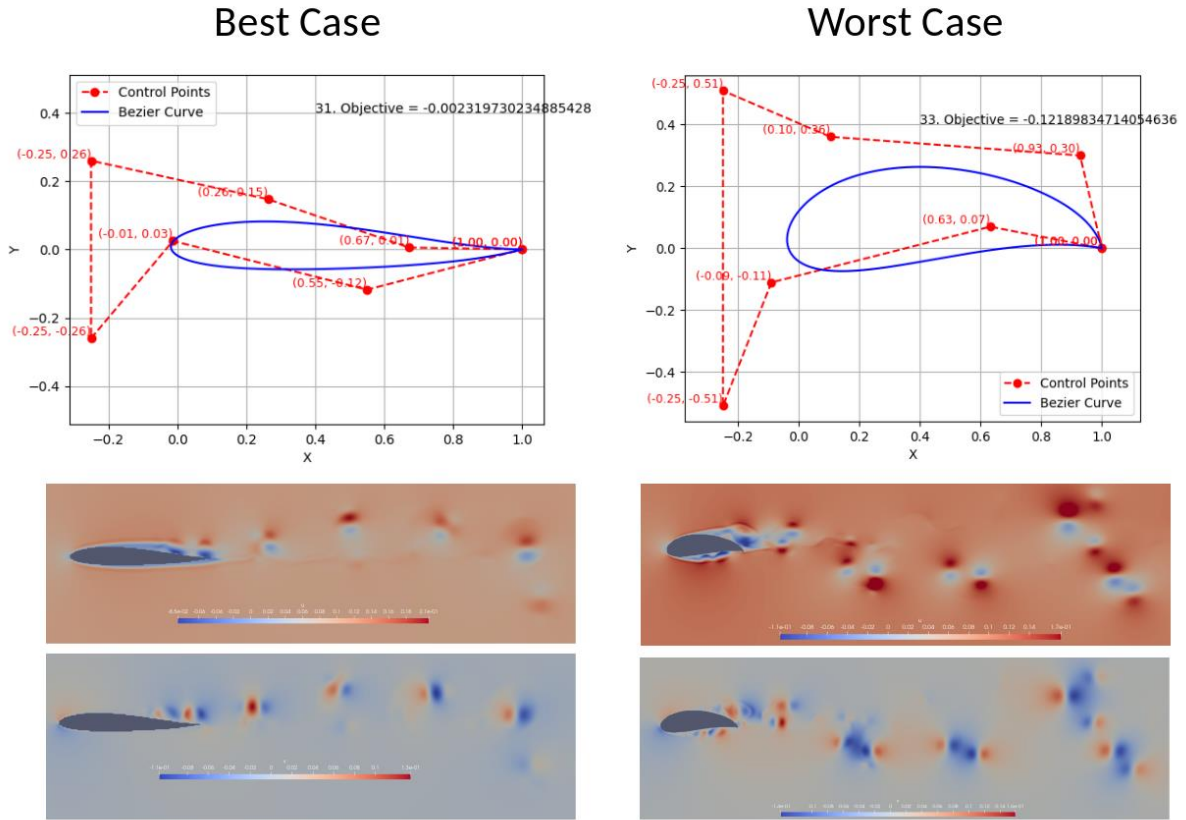 Best Case
Worst Case
Control Points
Bezier Curve
31. Objective = -0.002319730234885428
(-0.25, 0.26)
(0.26, 0.15)
(-0.01, 0.03)
(0.67, 0.01)
(1.00, 0.00)
(0.55, -0.12)
(-0.25, -0.26)
0.4
0.2
0.0
−0.2
−0.4
Y
−0.2 0.0 0.2 0.4 0.6 0.8 1.0
X
(-0.25, 0.51)
33. Objective = -0.12189834714054636
(0.10, 0.36)
(0.93, 0.30)
(0.63, 0.07)
(1.00, 0.00)
(-0.09, -0.11)
(-0.25, -0.51)
Control Points
Bezier Curve
0.4
0.2
0.0
−0.2
−0.4
Y
−0.2 0.0 0.2 0.4 0.6 0.8 1.0
X